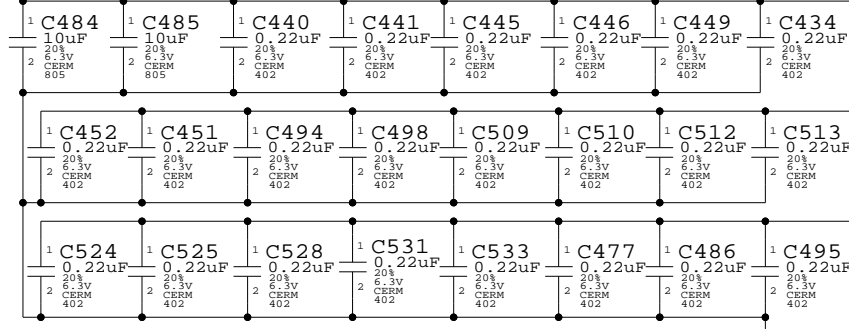 1 C484 1 C485 1 C440 1 C441 1 C445 1 C446 1 C449 1 C434
10uF 10uF 0.22uF 0.22uF 0.22uF 0.22uF 0.22uF 0.22uF
20% 20% 20% 20% 20% 20% 20% 20%
2 6.3V 2 6.3V 2 6.3V 2 6.3V 2 6.3V 2 6.3V 2 6.3V 2 6.3V
CERM CERM CERM CERM CERM CERM CERM CERM
805 805 402 402 402 402 402 402
1 C452 1 C451 1 C494 1 C498 1 C509 1 C510 1 C512 1 C513
0.22uF 0.22uF 0.22uF 0.22uF 0.22uF 0.22uF 0.22uF 0.22uF
20% 20% 20% 20% 20% 20% 20% 20%
2 6.3V 2 6.3V 2 6.3V 2 6.3V 2 6.3V 2 6.3V 2 6.3V 2 6.3V
CERM CERM CERM CERM CERM CERM CERM CERM
402 402 402 402 402 402 402 402
1 C524 1 C525 1 C528 1 C531 1 C533 1 C477 1 C486 1 C495
0.22uF 0.22uF 0.22uF 0.22uF 0.22uF 0.22uF 0.22uF 0.22uF
20% 20% 20% 20% 20% 20% 20% 20%
2 6.3V 2 6.3V 2 6.3V 2 6.3V 2 6.3V 2 6.3V 2 6.3V 2 6.3V
CERM CERM CERM CERM CERM CERM CERM CERM
402 402 402 402 402 402 402 402